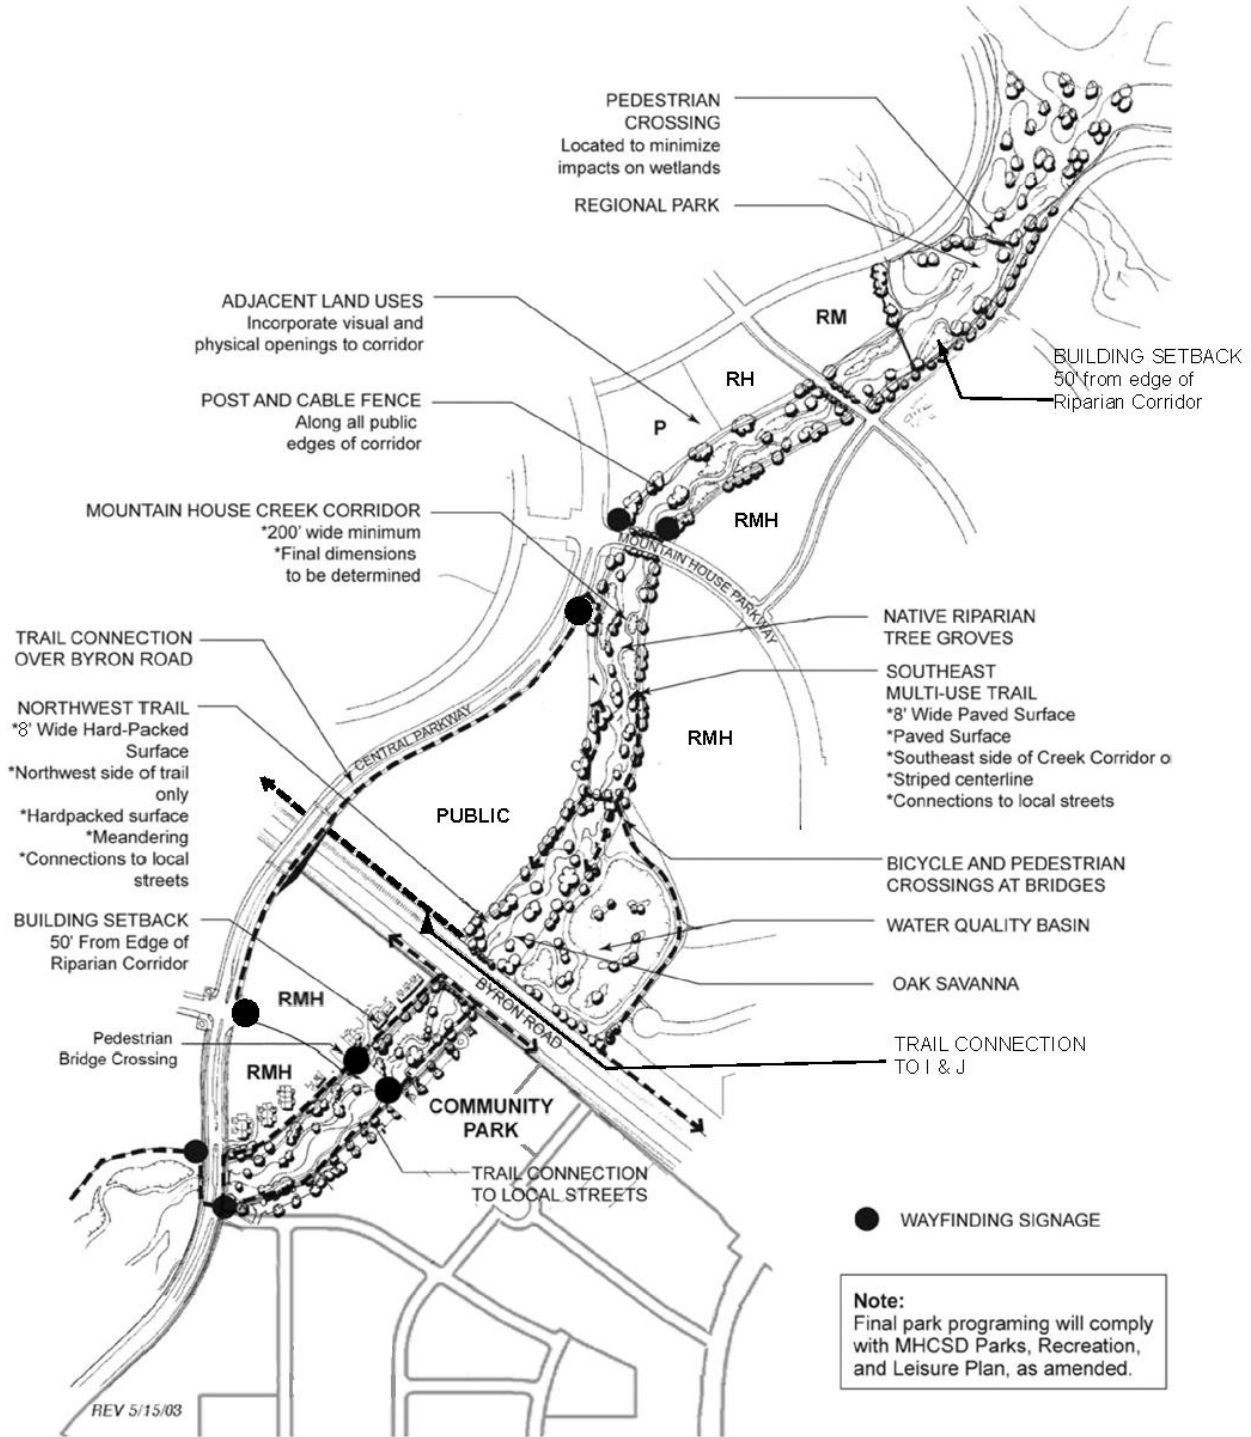 PEDESTRIAN
CROSSING
Located to minimize
impacts on wetlands
REGIONAL PARK
ADJACENT LAND USES
Incorporate visual and
physical openings to corridor
RM
BUILDING SETBACK
50' from edge of
Riparian Corridor
RH
POST AND CABLE FENCE
Along all public
edges of corridor
P
MOUNTAIN HOUSE CREEK CORRIDOR
*200' wide minimum
*Final dimensions
to be determined
RMH
MOUNTAIN HOUSE PARKWAY
TRAIL CONNECTION
OVER BYRON ROAD
NATIVE RIPARIAN
TREE GROVES
NORTHWEST TRAIL
*8' Wide Hard-Packed
Surface
*Northwest side of trail
only
*Hardpacked surface
*Meandering
*Connections to local
streets
CENTRAL PARKWAY
SOUTHEAST
MULTI-USE TRAIL
*8' Wide Paved Surface
*Paved Surface
*Southeast side of Creek Corridor o
*Striped centerline
*Connections to local streets
RMH
PUBLIC
BICYCLE AND PEDESTRIAN
CROSSINGS AT BRIDGES
BUILDING SETBACK
50' From Edge of
Riparian Corridor
WATER QUALITY BASIN
OAK SAVANNA
RMH
BYRON ROAD
Pedestrian
Bridge Crossing
TRAIL CONNECTION
TO I & J
RMH
COMMUNITY
PARK
TRAIL CONNECTION
TO LOCAL STREETS
WAYFINDING SIGNAGE
Note:
Final park programing will comply
with MHCSD Parks, Recreation,
and Leisure Plan, as amended.
REV 5/15/03